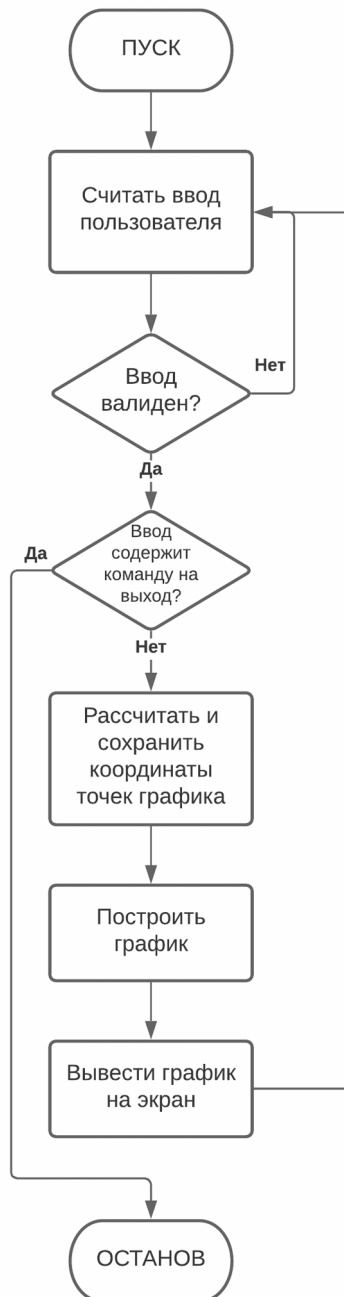 ПУСК
Считать ввод
пользователя
Нет
Ввод
валиден?
Да
Ввод
содержит
команду на
выход?
Да
Нет
Рассчитать и
сохранить
координаты
точек графика
Построить
график
Вывести график
на экран
ОСТАНОВ